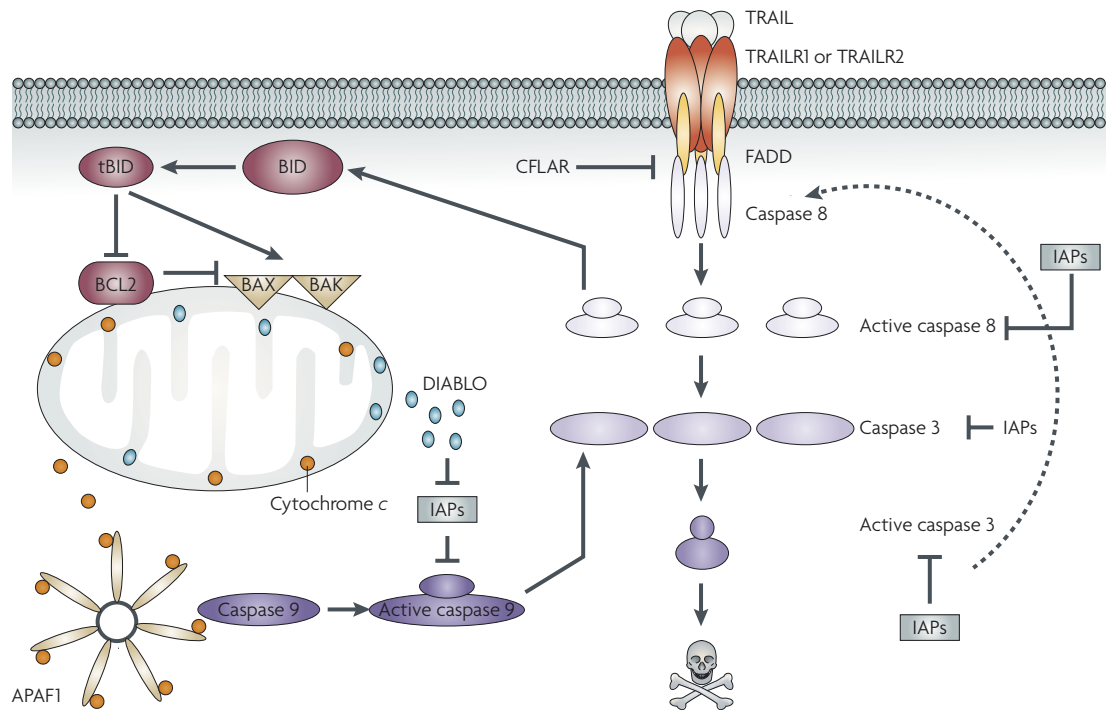 TRAIL
TRAILR1 or TRAILR2
tBID
BID
CFLAR
FADD
Caspase 8
BCL2
BAX
BAK
IAPs
Active caspase 8
DIABLO
Caspase 3
IAPs
Cytochrome c
IAPs
Active caspase 3
Caspase 9
Active caspase 9
IAPs
APAF1